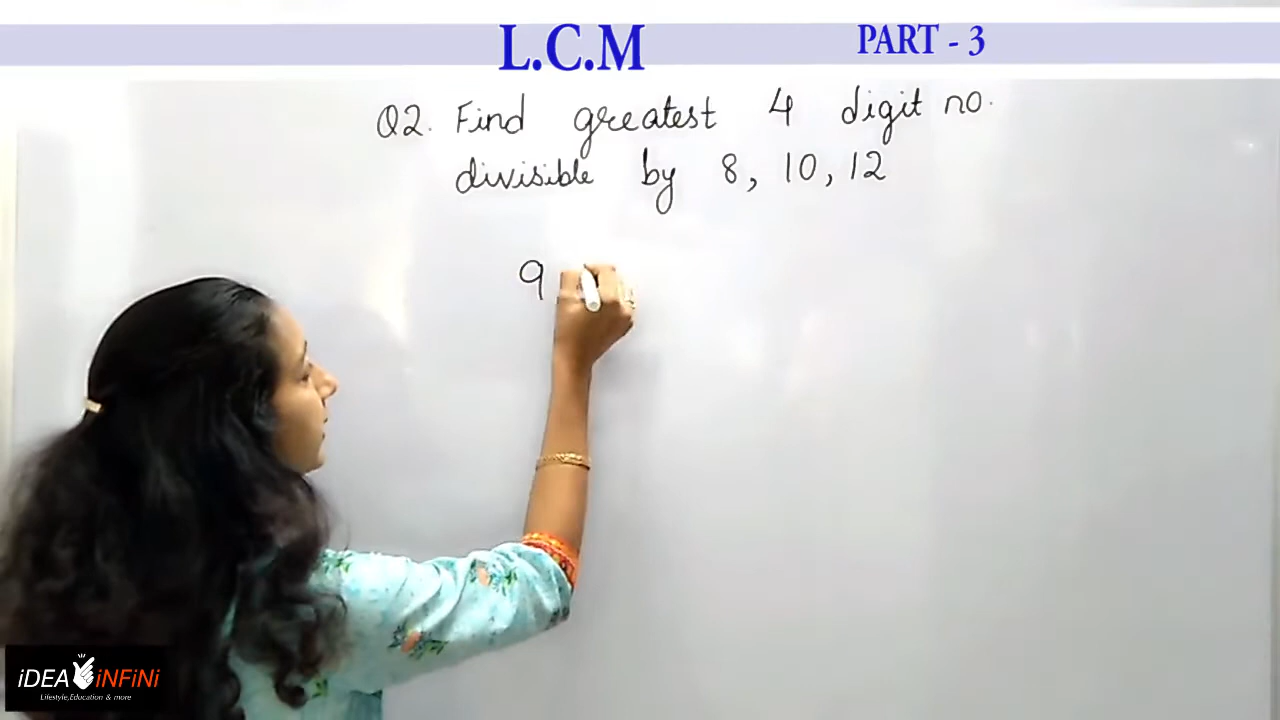 L.C.M
PART - 3
Q2. Find greatest 4 digit no.
divisible by 8, 10, 12
9
iDEA iNFiNi
Lifestyle,Education & more